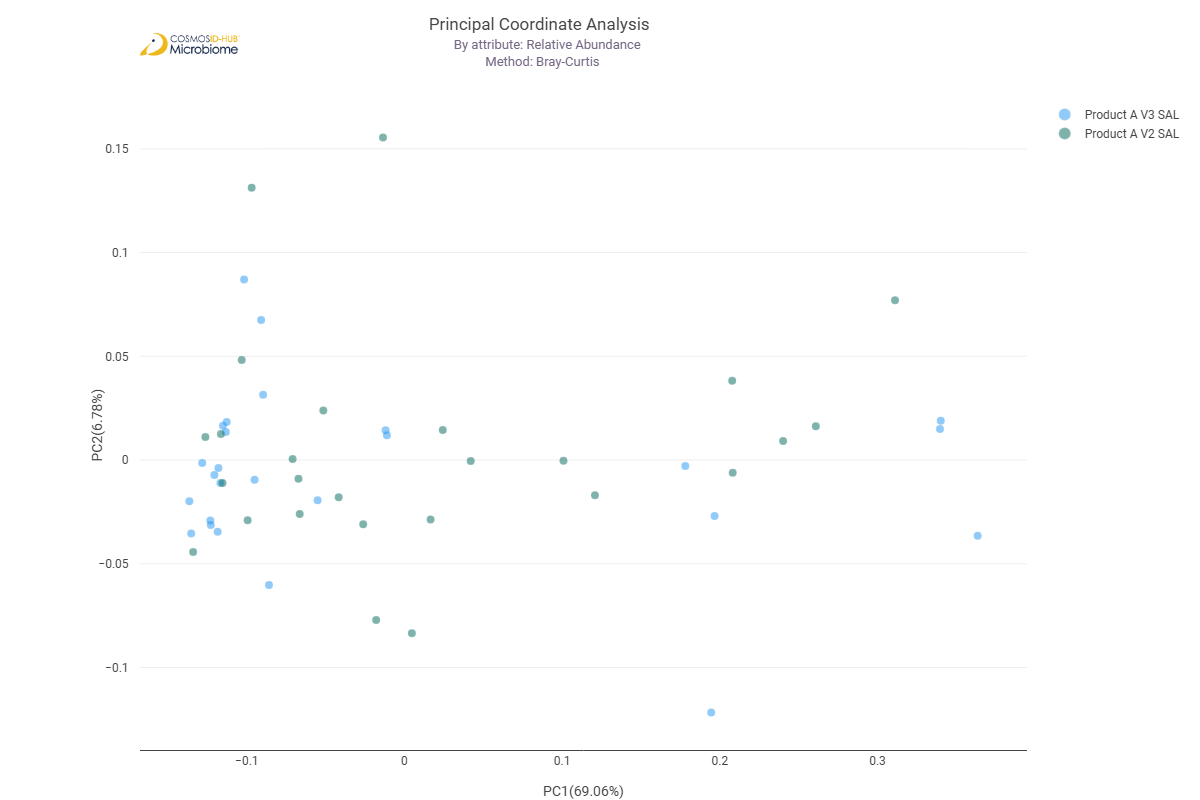 Principal Coordinate Analysis
By attribute: Relative Abundance
Method: Bray-Curtis
COSMOSID-HUB
Microbiome
Product A V3 SAL
Product A V2 SAL
0.15
0.1
0.05
0
−0.05
−0.1
PC2(6.78%)
−0.1
0
0.1
0.2
0.3
PC1(69.06%)